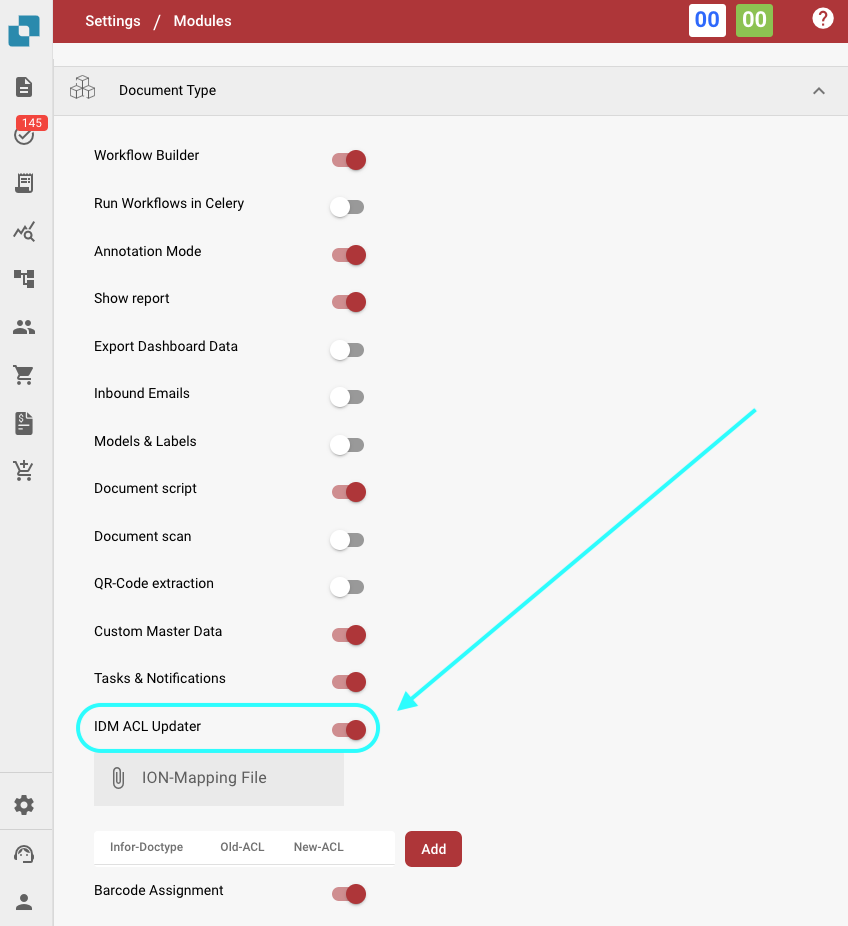 Settings / Modules
00 00
145
Document Type
Workflow Builder
Run Workflows in Celery
Annotation Mode
Show report
Export Dashboard Data
Inbound Emails
Models & Labels
Document script
Document scan
QR-Code extraction
Custom Master Data
Tasks & Notifications
IDM ACL Updater
ION-Mapping File
Infor-Doctype Old-ACL New-ACL Add
Barcode Assignment